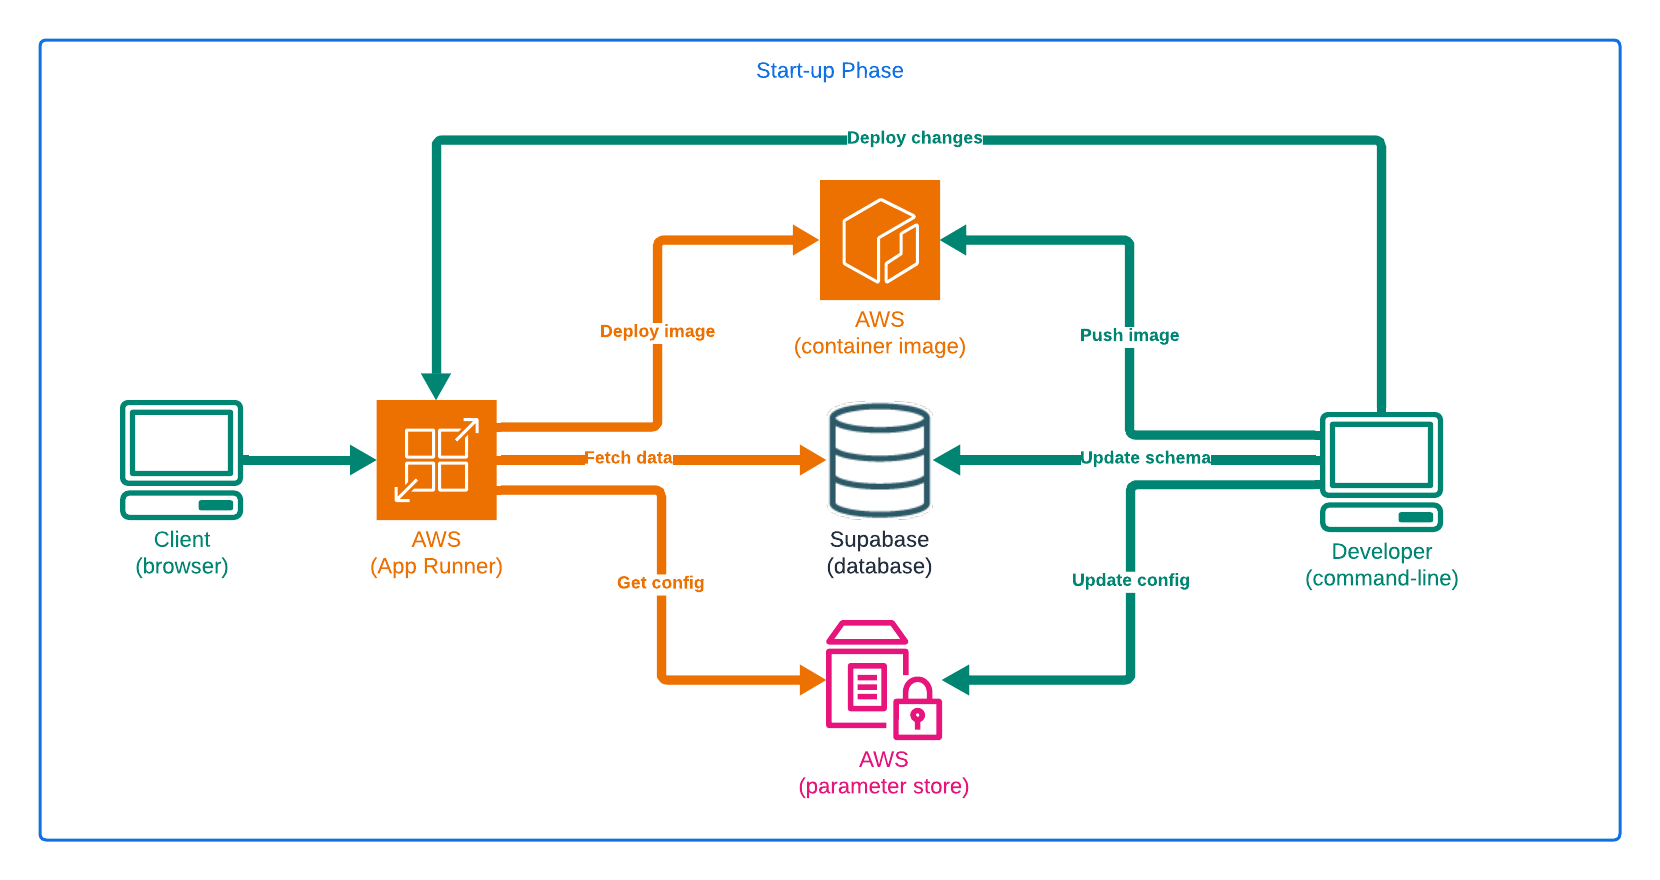 Start-up Phase
Deploy changes
AWS
(container image)
Deploy image
Push image
Fetch data
Update schema
Client
(browser)
AWS
(App Runner)
Supabase
(database)
Developer
(command-line)
Get config
Update config
AWS
(parameter store)